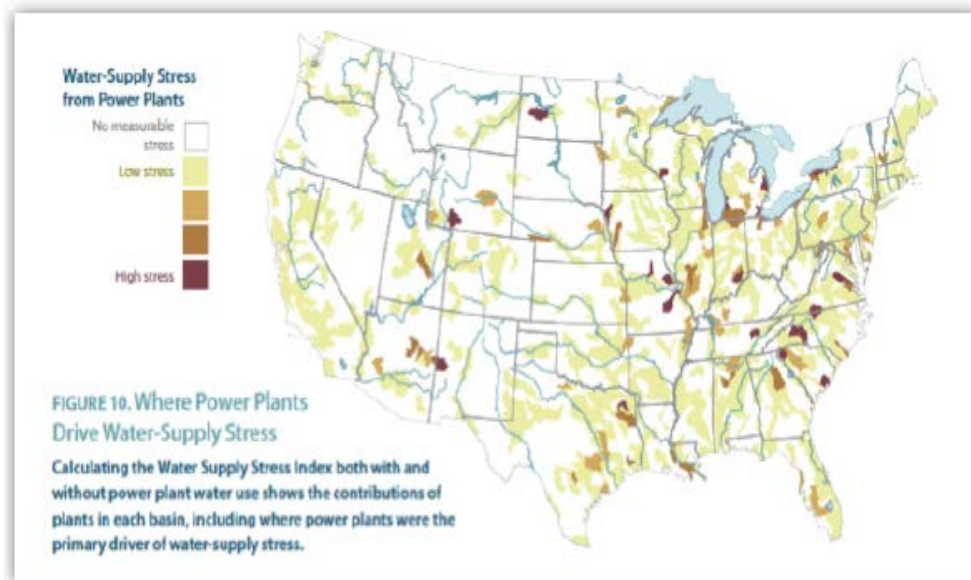 Water-Supply Stress
from Power Plants
No measurable
stress
Low stress
High stress
FIGURE 10. Where Power Plants
Drive Water-Supply Stress
Calculating the Water Supply Stress Index both with and
without power plant water use shows the contributions of
plants in each basin, including where power plants were the
primary driver of water-supply stress.